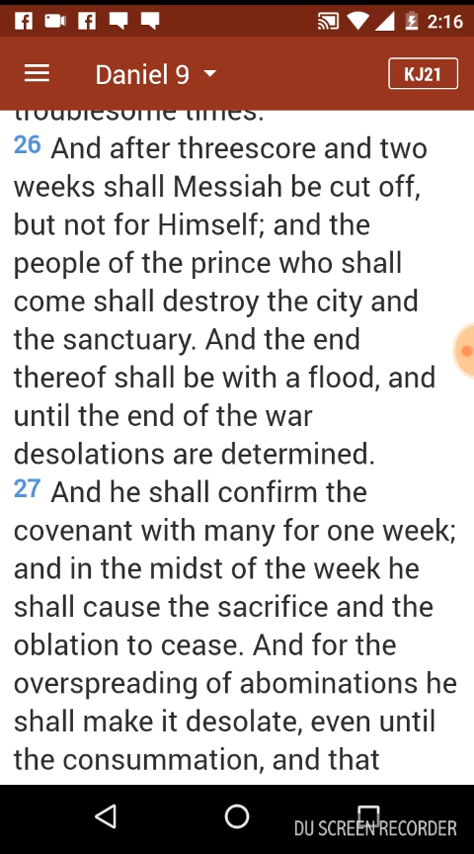 2:16
Daniel 9
KJ21
troublesome times.
26 And after threescore and two
weeks shall Messiah be cut off,
but not for Himself; and the
people of the prince who shall
come shall destroy the city and
the sanctuary. And the end
thereof shall be with a flood, and
until the end of the war
desolations are determined.
27 And he shall confirm the
covenant with many for one week;
and in the midst of the week he
shall cause the sacrifice and the
oblation to cease. And for the
overspreading of abominations he
shall make it desolate, even until
the consummation, and that
DU SCREEN RECORDER